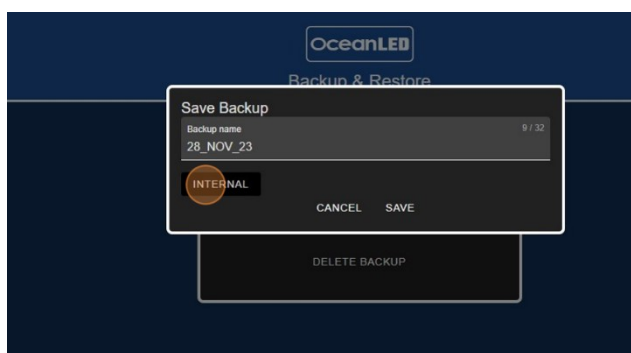 OceanLED
Backup & Restore
Save Backup
Backup name
9 / 32
28_NOV_23
INTERNAL
CANCEL SAVE
DELETE BACKUP